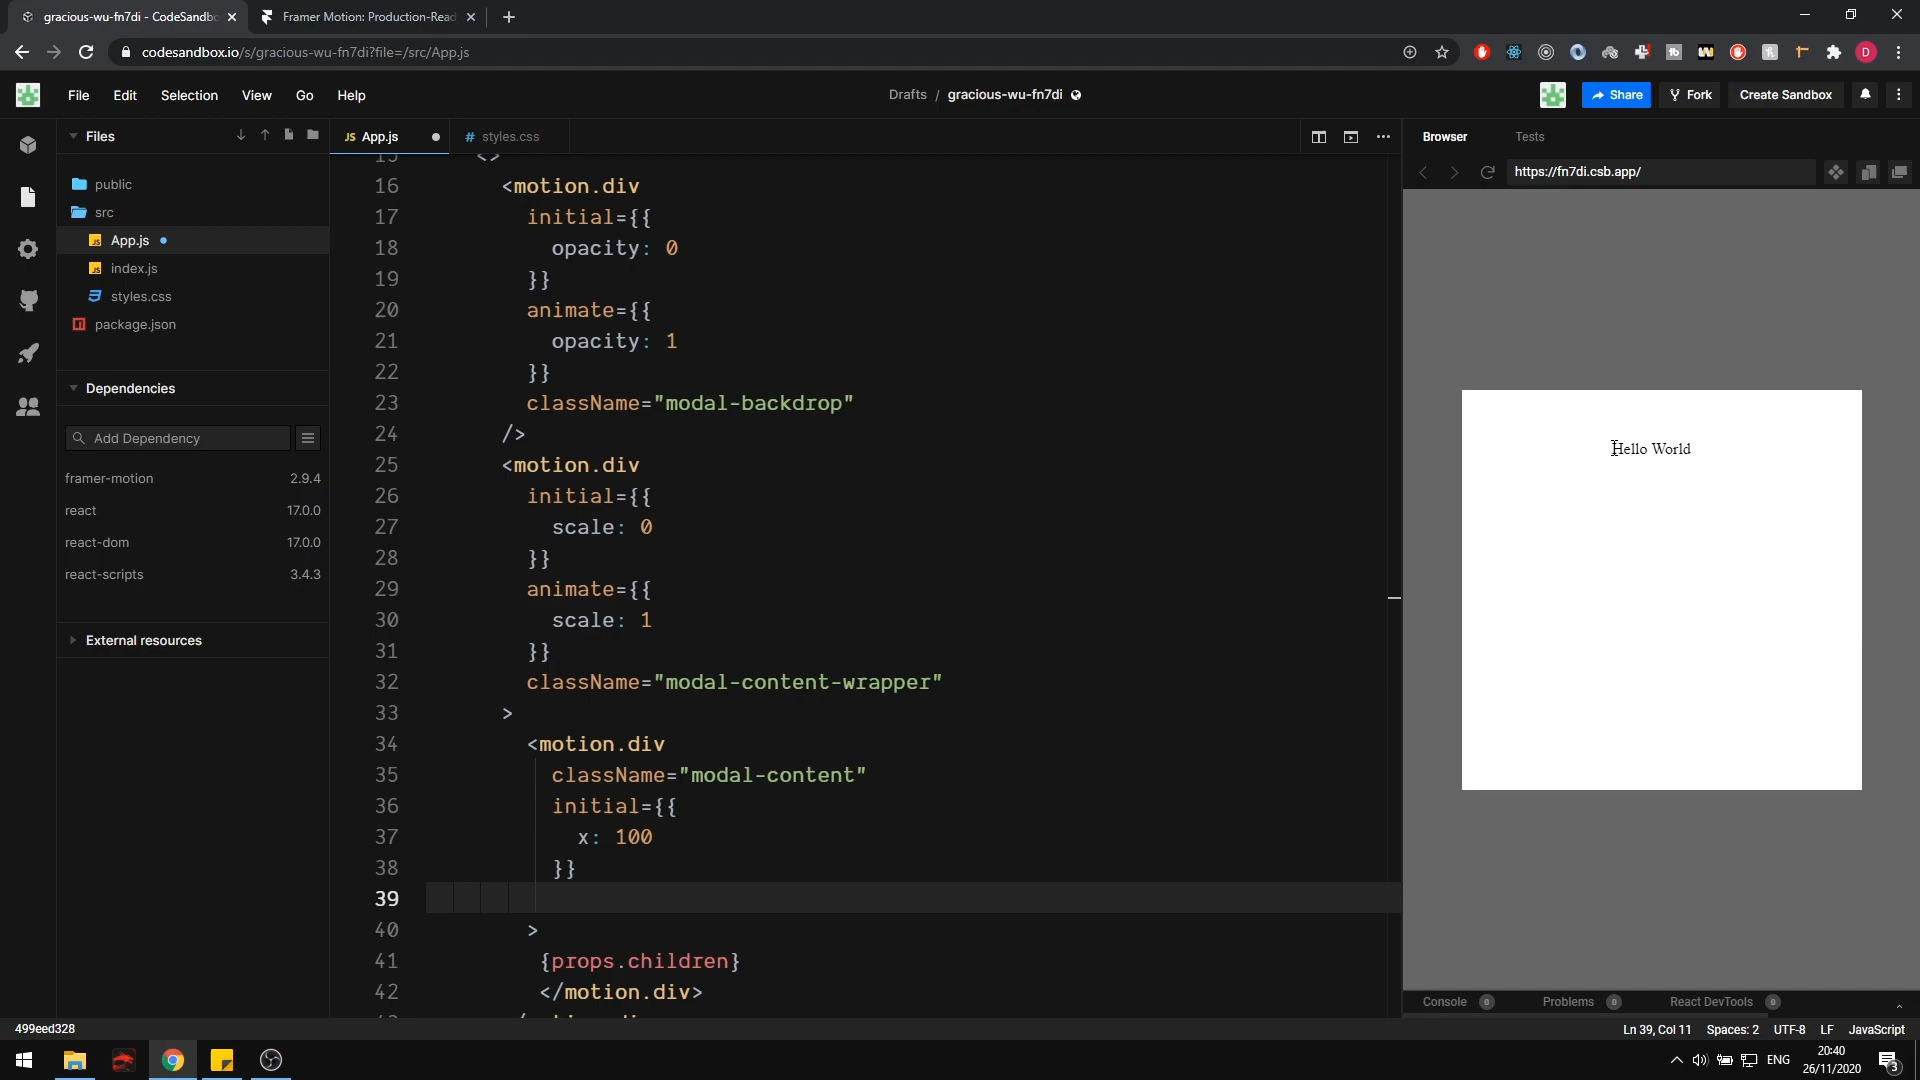 gracious-wu-fn7di - CodeSandbo
Framer Motion: Production-Read
codesandbox.io/s/gracious-wu-fn7di?file=/src/App.js
File Edit Selection View Go Help
Drafts / gracious-wu-fn7di
Share
Fork
Create Sandbox
Files
public
src
App.js
index.js
styles.css
package.json
Dependencies
Add Dependency
framer-motion 2.9.4
react 17.0.0
react-dom 17.0.0
react-scripts 3.4.3
External resources
JS App.js
# styles.css
15 <>
16 <motion.div
17 initial={{
18 opacity: 0
19 }}
20 animate={{
21 opacity: 1
22 }}
23 className="modal-backdrop"
24 />
25 <motion.div
26 initial={{
27 scale: 0
28 }}
29 animate={{
30 scale: 1
31 }}
32 className="modal-content-wrapper"
33 >
34 <motion.div
35 className="modal-content"
36 initial={{
37 x: 100
38 }}
39
40 >
41 {props.children}
42 </motion.div>
Browser Tests
https://fn7di.csb.app/
Hello World
Console 0 Problems 0 React DevTools 0
499eed328
Ln 39, Col 11 Spaces: 2 UTF-8 LF JavaScript
ENG
20:40
26/11/2020
3